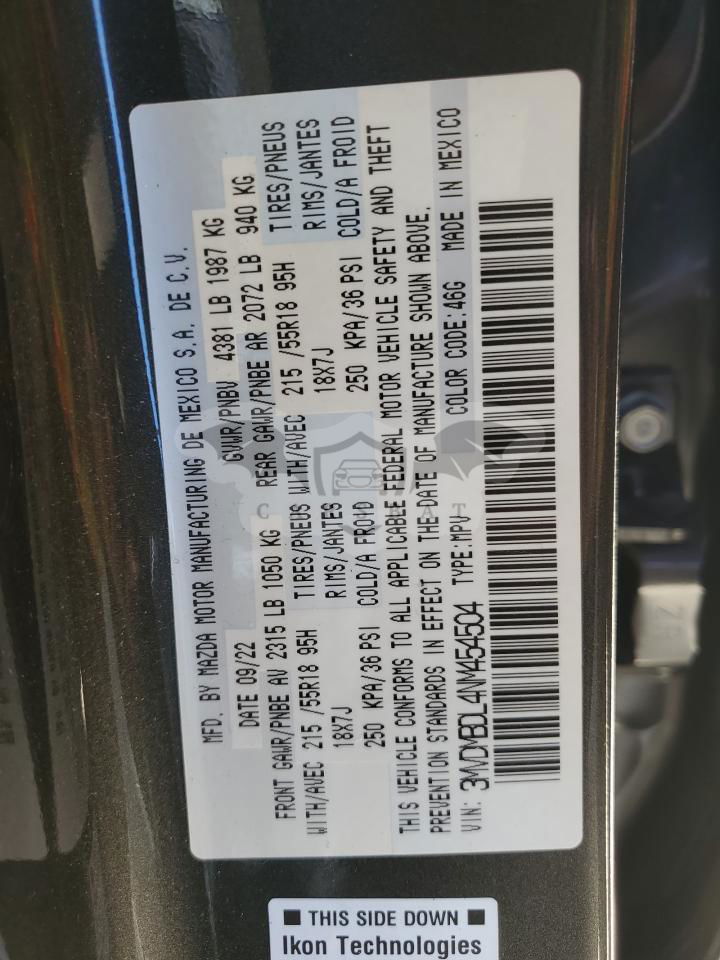 MFD. BY MAZDA MOTOR MANUFACTURING DE MEXICO S.A. DE C.V.
DATE 09/22 GVWR/PNBV 4381 LB 1987 KG
FRONT GAWR/PNBE AV 2315 LB 1050 KG REAR GAWR/PNBE AR 2072 LB 940 KG
WITH/AVEC 215 /55R18 95H TIRES/PNEUS WITH/AVEC 215 /55R18 95H TIRES/PNEUS
18X7J RIMS/JANTES 18X7J RIMS/JANTES
250 KPA/36 PSI COLD/A FROID 250 KPA/36 PSI COLD/A FROID
THIS VEHICLE CONFORMS TO ALL APPLICABLE FEDERAL MOTOR VEHICLE SAFETY AND THEFT
PREVENTION STANDARDS IN EFFECT ON THE DATE OF MANUFACTURE SHOWN ABOVE.
VIN: 3MVDMBDL4NM454504 TYPE:MPV COLOR CODE:46G MADE IN MEXICO
THIS SIDE DOWN
Ikon Technologies